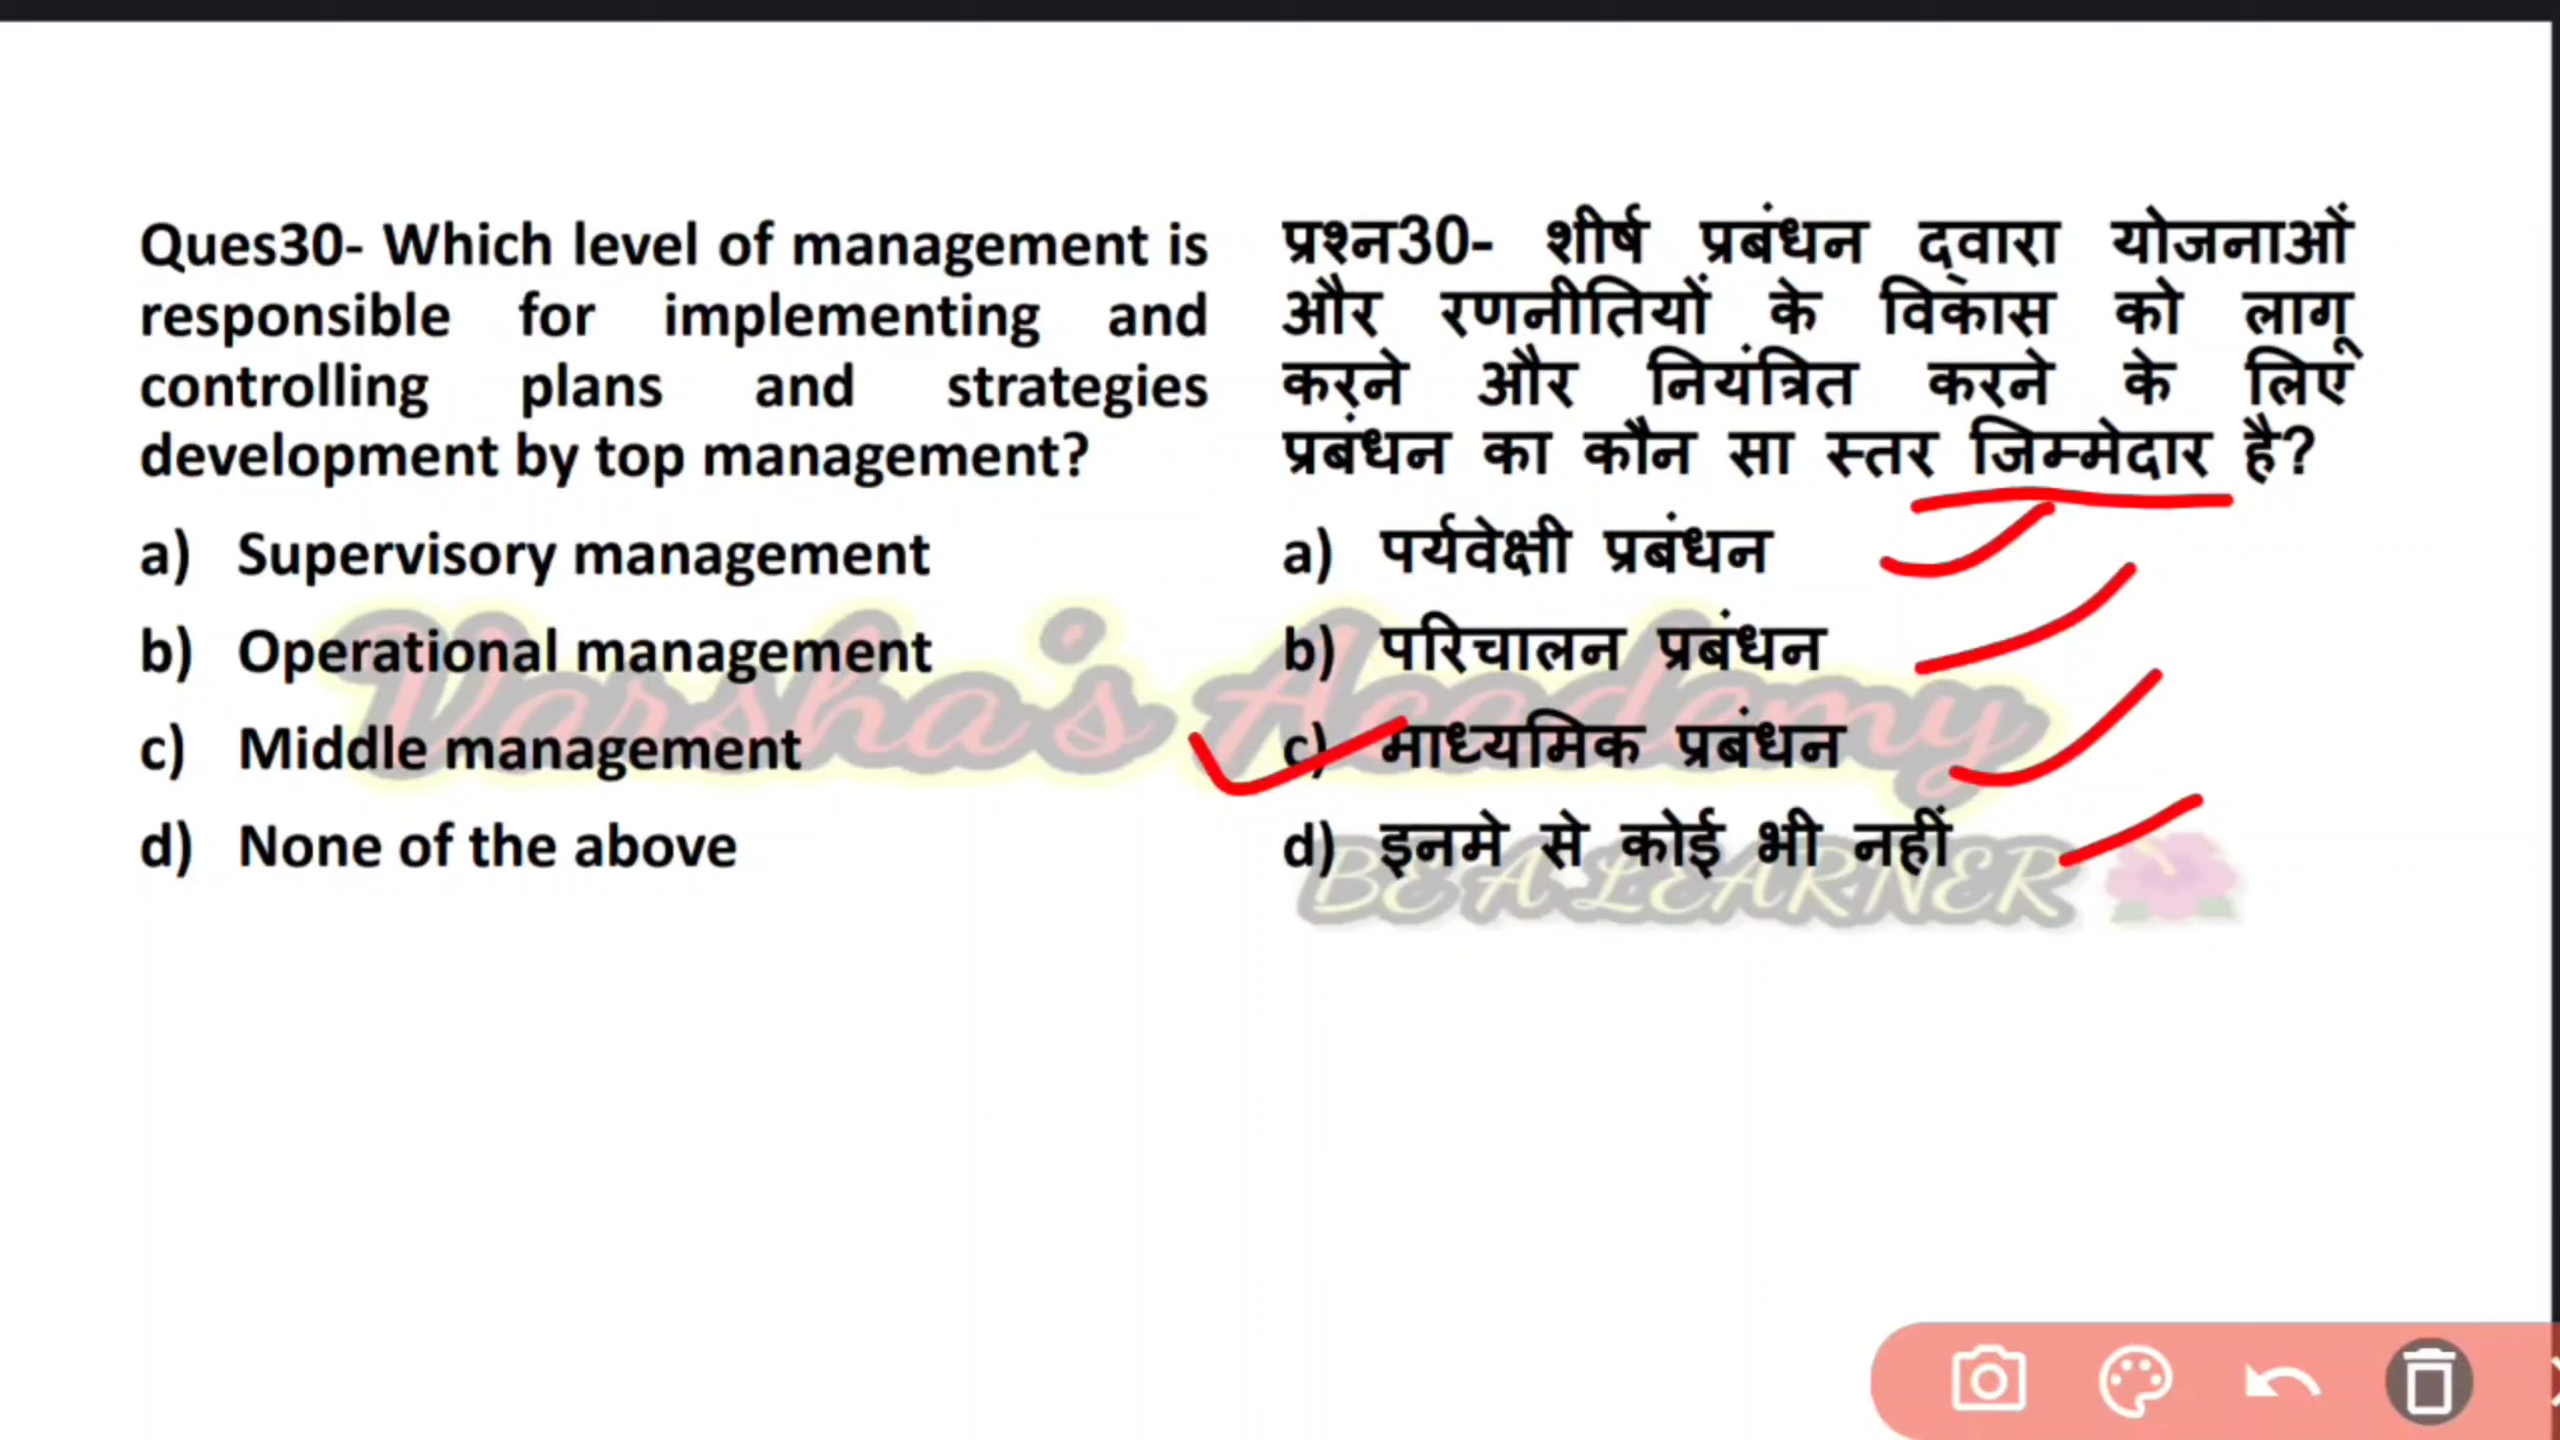 Ques30- Which level of management is
responsible for implementing and
controlling plans and strategies
development by top management?
a) Supervisory management
b) Operational management
c) Middle management
d) None of the above
प्रश्न30- शीर्ष प्रबंधन द्वारा योजनाओं
और रणनीतियों के विकास को लागू
करने और नियंत्रित करने के लिए
प्रबंधन का कौन सा स्तर जिम्मेदार है?
a) पर्यवेक्षी प्रबंधन
b) परिचालन प्रबंधन
c) माध्यमिक प्रबंधन
d) इनमे से कोई भी नहीं
Varsha's Academy
BE A LEARNER